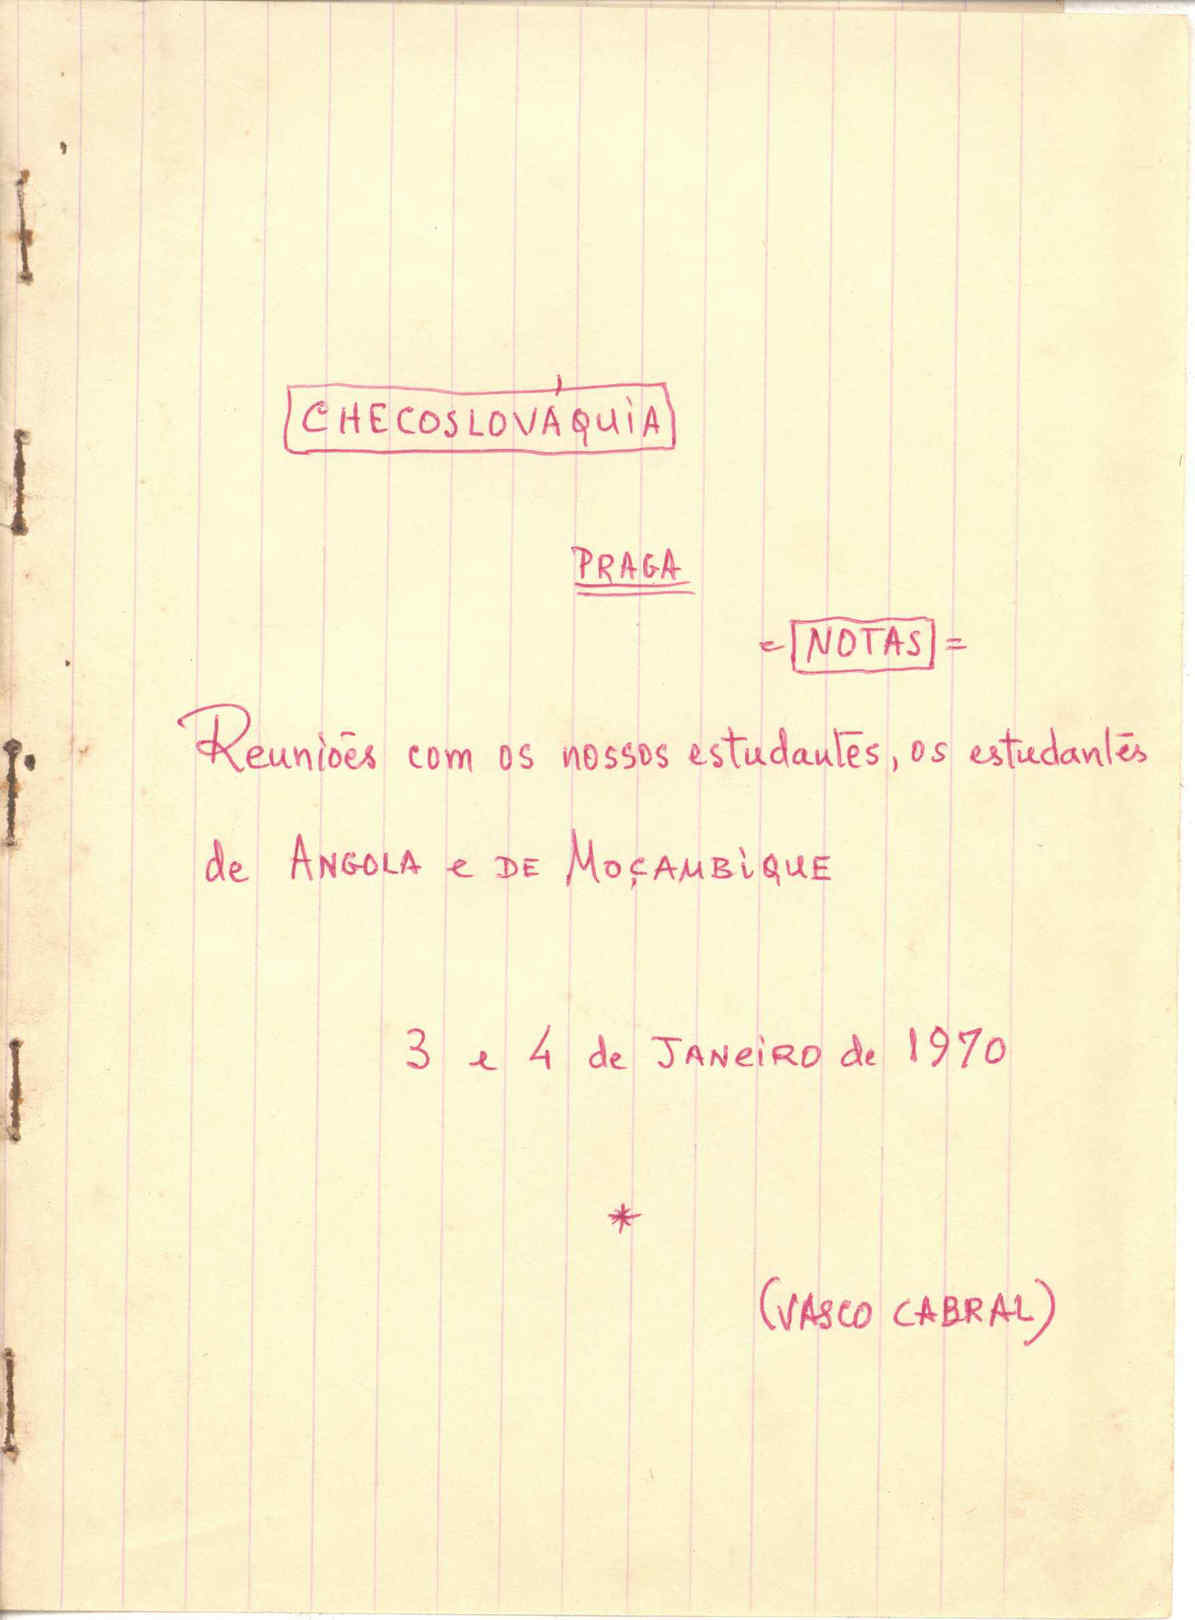 CHECOSLOVÁQUIA
PRAGA
= NOTAS =
Reuniões com os nossos estudantes, os estudantes
de ANGOLA e DE MOÇAMBIQUE
3 e 4 de JANEIRO de 1970
*
(VASCO CABRAL)